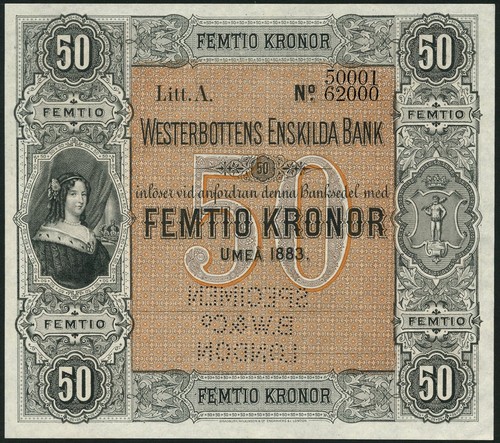 50 FEMTIO KRONOR 50
FEMTIO FEMTIO
Litt. A. Nº 50001
62000
WESTERBOTTENS ENSKILDA BANK
50
inlöser vid anfordran denna Banksedel med
50
FEMTIO KRONOR
UMEÅ 1883.
SPECIMEN
B.W & Cº
LONDON
FEMTIO FEMTIO
50 FEMTIO KRONOR 50